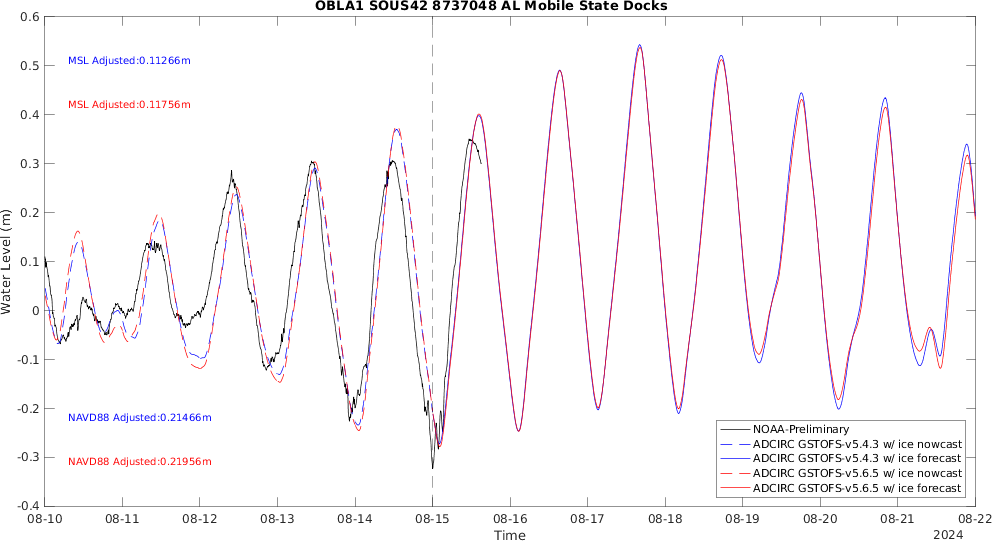 OBLA1 SOUS42 8737048 AL Mobile State Docks
0.6
0.5
0.4
0.3
0.2
0.1
0
-0.1
-0.2
-0.3
-0.4
Water Level (m)
MSL Adjusted:0.11266m
MSL Adjusted:0.11756m
NAVD88 Adjusted:0.21466m
NAVD88 Adjusted:0.21956m
NOAA-Preliminary
ADCIRC GSTOFS-v5.4.3 w/ ice nowcast
ADCIRC GSTOFS-v5.4.3 w/ ice forecast
ADCIRC GSTOFS-v5.6.5 w/ ice nowcast
ADCIRC GSTOFS-v5.6.5 w/ ice forecast
08-10 08-11 08-12 08-13 08-14 08-15 08-16 08-17 08-18 08-19 08-20 08-21 08-22
Time
2024